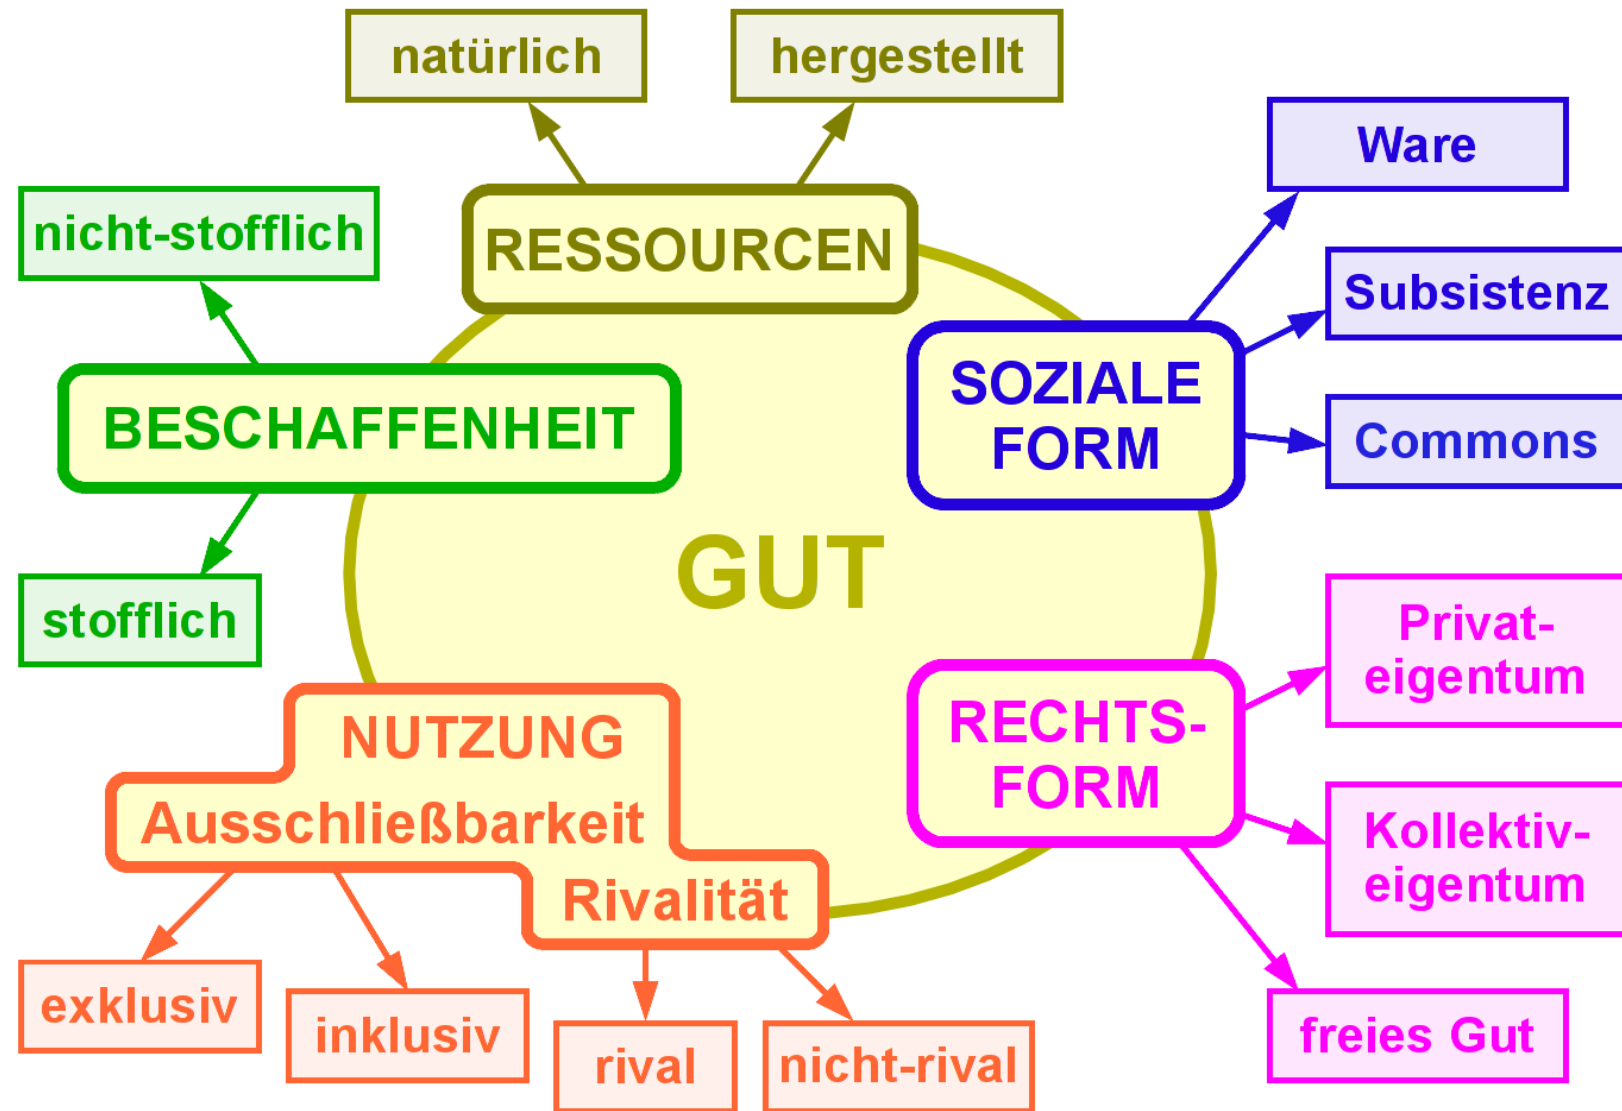 natürlich
hergestellt
Ware
nicht-stofflich
RESSOURCEN
Subsistenz
SOZIALE
FORM
BESCHAFFENHEIT
Commons
GUT
stofflich
Privat-
eigentum
NUTZUNG
Ausschließbarkeit
Rivalität
RECHTS-
FORM
Kollektiv-
eigentum
exklusiv
inklusiv
rival
nicht-rival
freies Gut